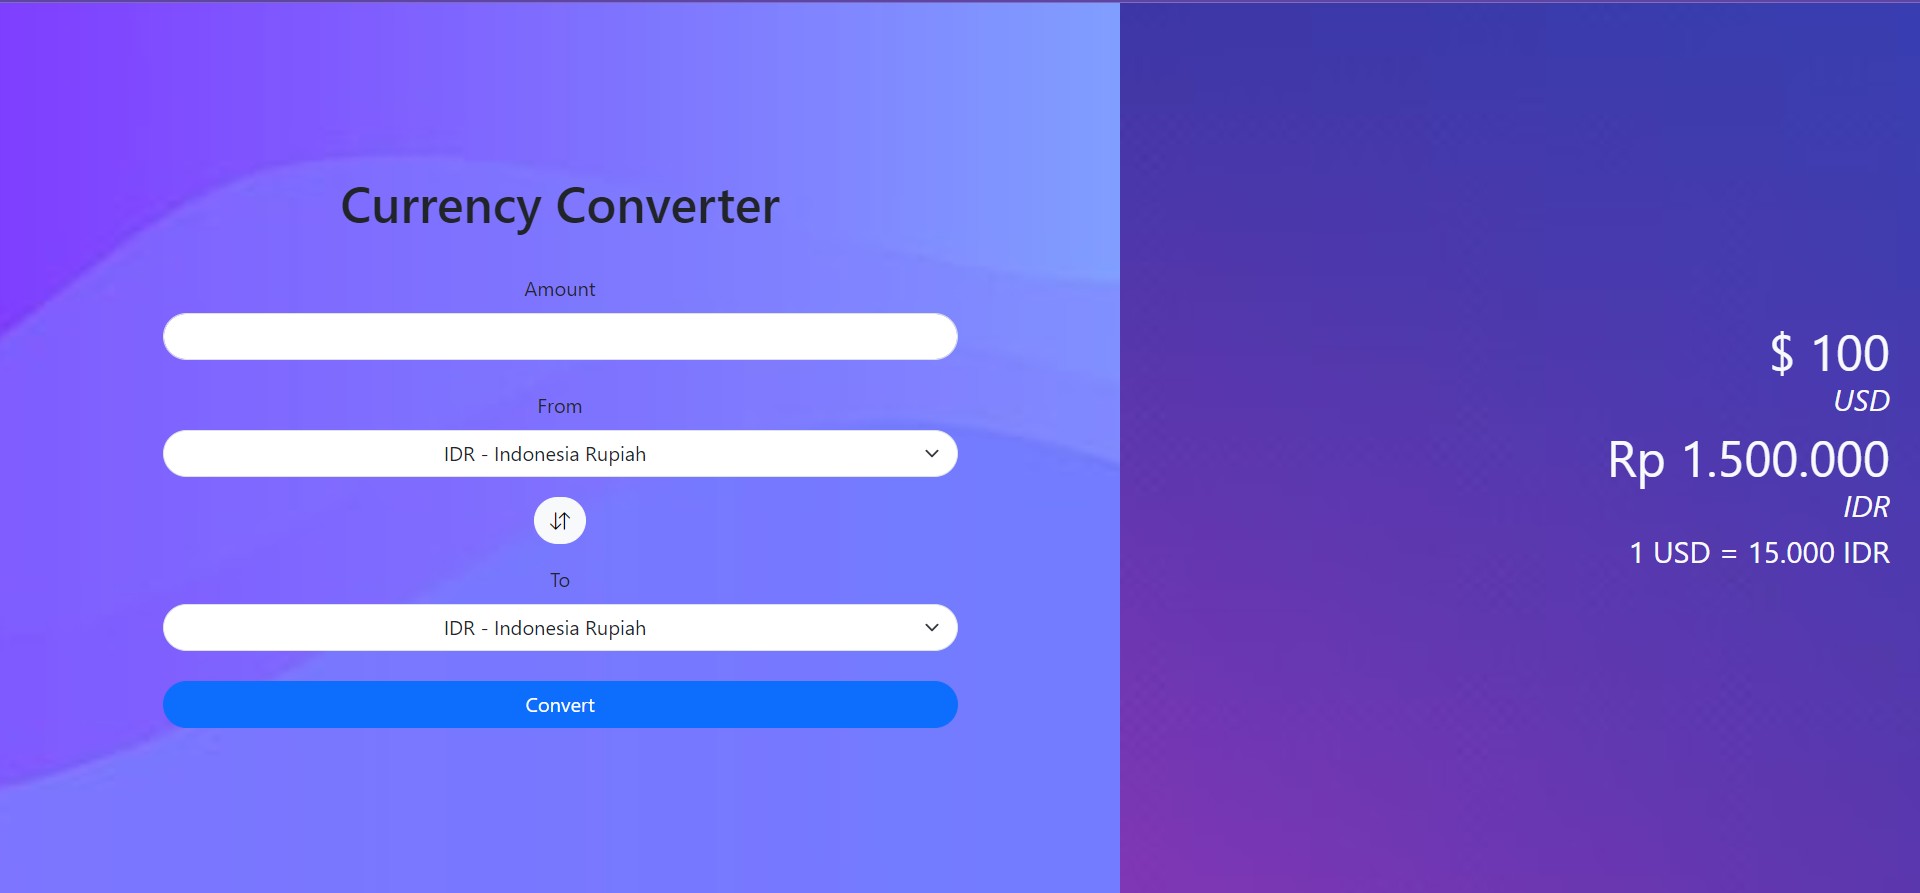 Currency Converter
Amount
From
IDR - Indonesia Rupiah
To
IDR - Indonesia Rupiah
Convert
$ 100
USD
Rp 1.500.000
IDR
1 USD = 15.000 IDR